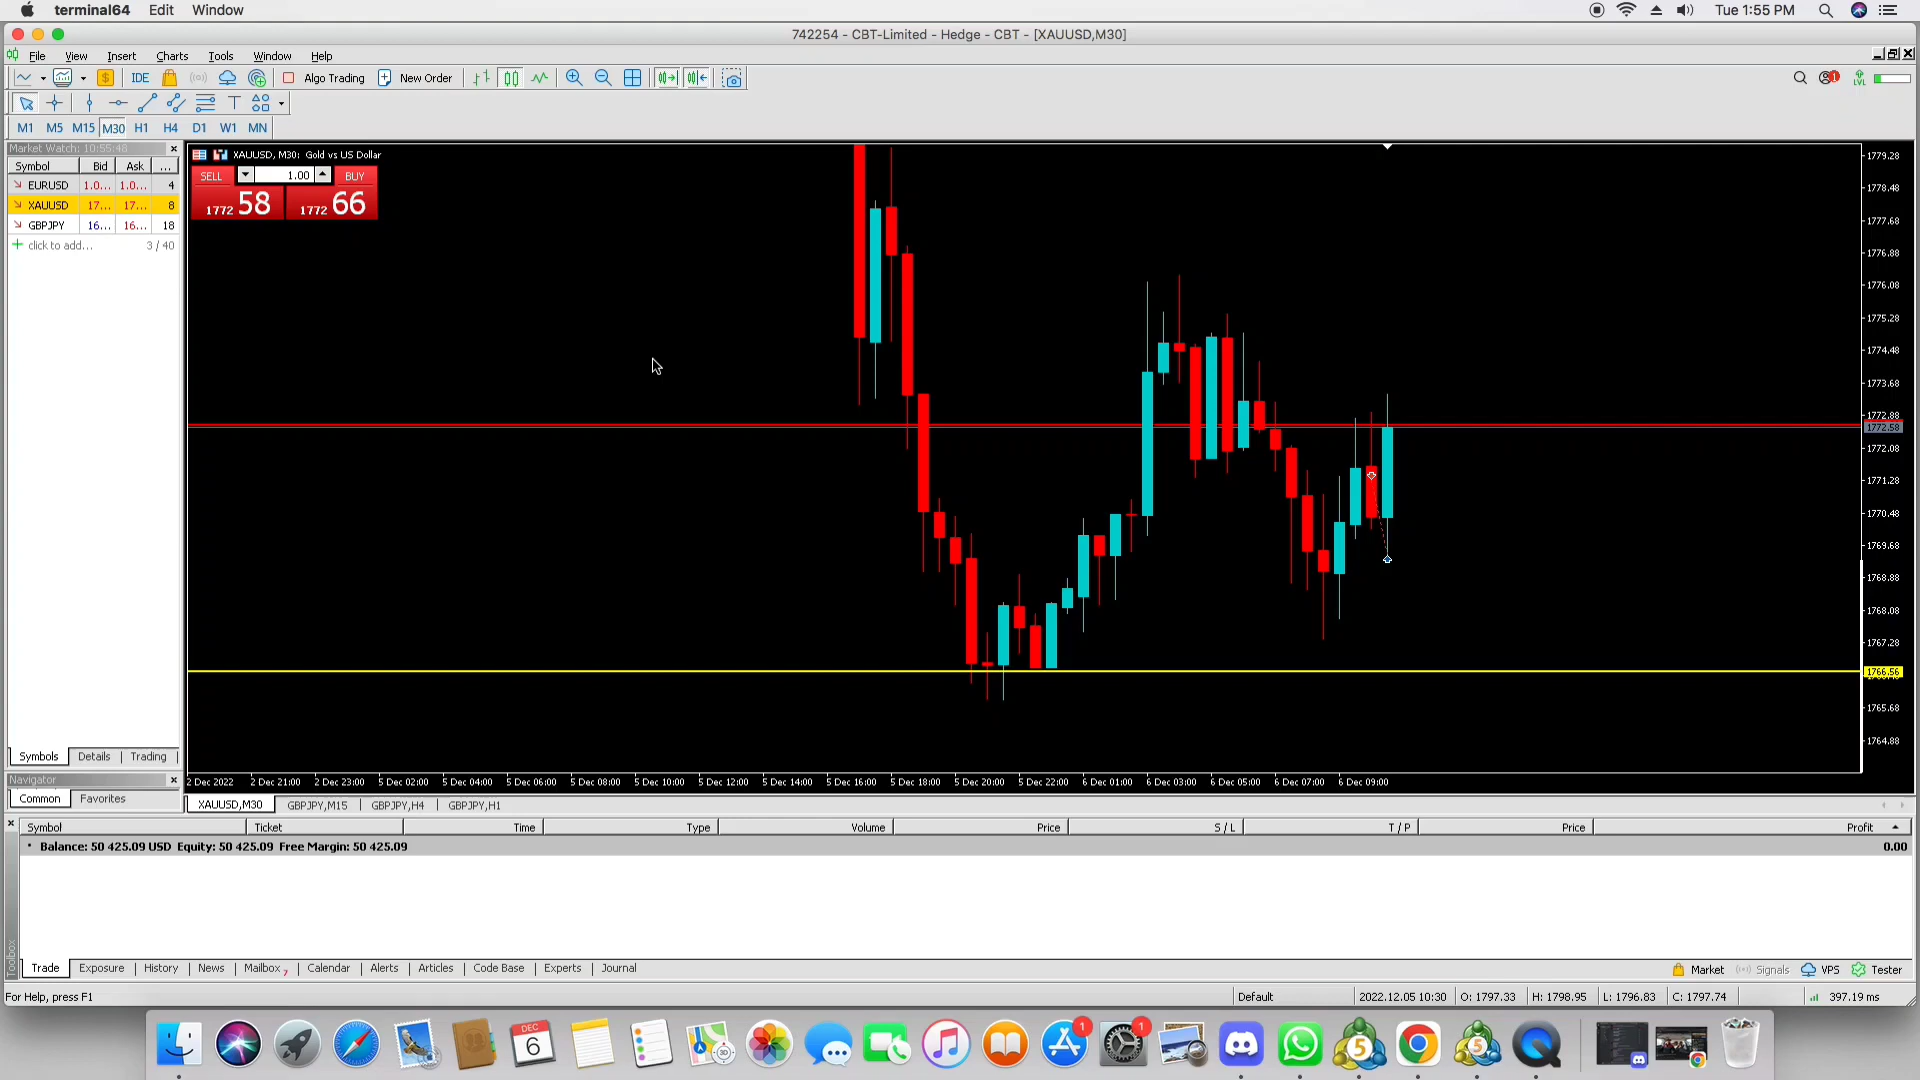 terminal64 Edit Window
Tue 1:55 PM
742254 - CBT-Limited - Hedge - CBT - [XAUUSD,M30]
File View Insert Charts Tools Window Help
IDE Algo Trading New Order
1
LVL
M1 M5 M15 M30 H1 H4 D1 W1 MN
Market Watch: 10:55:48
Symbol Bid Ask ...
EURUSD 1.0... 1.0... 4
XAUUSD 17... 17... 8
GBPJPY 16... 16... 18
click to add... 3 / 40
XAUUSD, M30: Gold vs US Dollar
SELL 1.00 BUY
1772 58 1772 66
1779.28
1778.48
1777.68
1776.88
1776.08
1775.28
1774.48
1773.68
1772.88
1772.58
1772.08
1771.28
1770.48
1769.68
1768.88
1768.08
1767.28
1766.56
1765.68
1764.88
2 Dec 2022 2 Dec 21:00 2 Dec 23:00 5 Dec 02:00 5 Dec 04:00 5 Dec 06:00 5 Dec 08:00 5 Dec 10:00 5 Dec 12:00 5 Dec 14:00 5 Dec 16:00 5 Dec 18:00 5 Dec 20:00 5 Dec 22:00 6 Dec 01:00 6 Dec 03:00 6 Dec 05:00 6 Dec 07:00 6 Dec 09:00
Symbols Details Trading
Navigator
Common Favorites
XAUUSD,M30 GBPJPY,M15 GBPJPY,H4 GBPJPY,H1
Symbol Ticket Time Type Volume Price S / L T / P Price Profit
Balance: 50 425.09 USD Equity: 50 425.09 Free Margin: 50 425.09 0.00
Toolbox
Trade Exposure History News Mailbox 7 Calendar Alerts Articles Code Base Experts Journal
Market Signals VPS Tester
For Help, press F1 Default 2022.12.05 10:30 O: 1797.33 H: 1798.95 L: 1796.83 C: 1797.74 397.19 ms
DEC
6
1
1
5
5